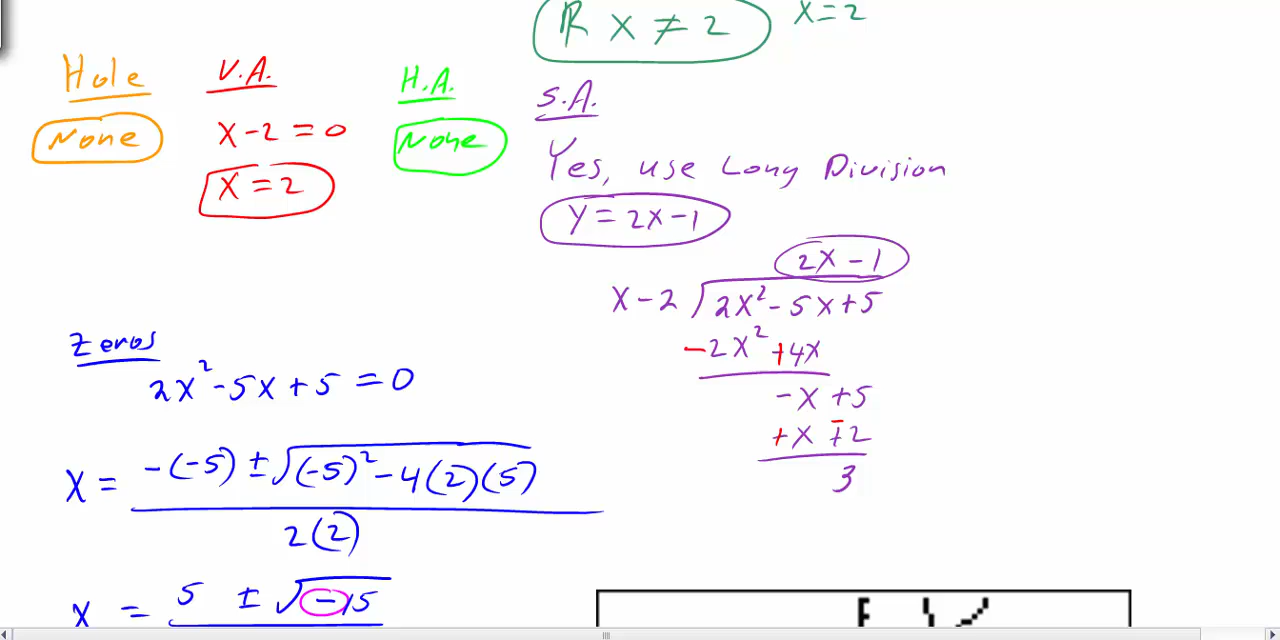 R x ≠ 2 x = 2
Hole V.A. H.A. S.A.
None x - 2 = 0 None Yes, use Long Division
x = 2 y = 2x - 1
2x - 1
x - 2 ) 2x² - 5x + 5
- 2x² + 4x
- x + 5
+ x ∓ 2
3
Zeros
2x² - 5x + 5 = 0
x = -(-5) ± √(-5)² - 4(2)(5)
2(2)
x = 5 ± √-15